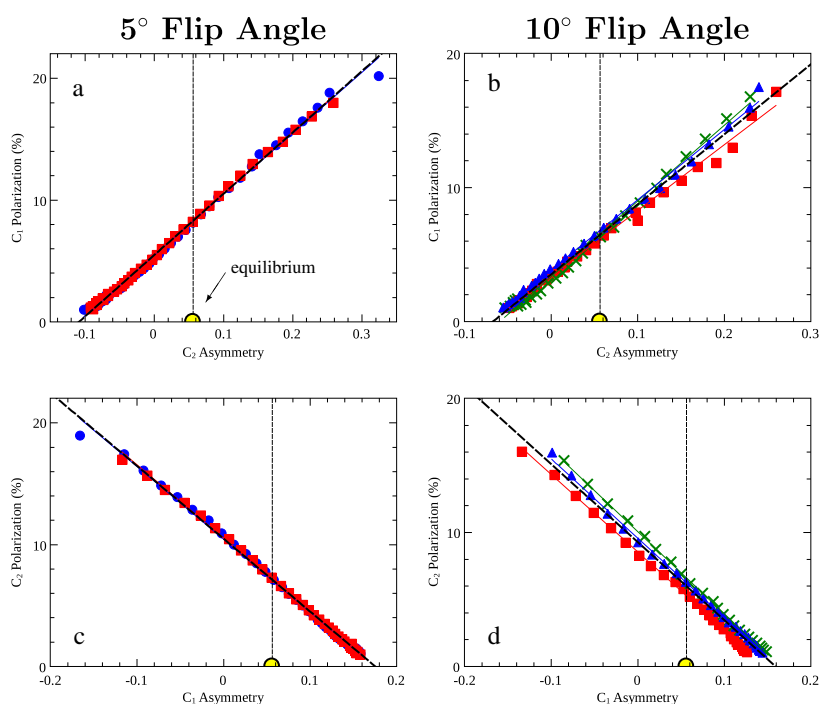 5° Flip Angle
10° Flip Angle
a
C₁ Polarization (%)
20
10
0
equilibrium
-0.1 0 0.1 0.2 0.3
C₂ Asymmetry
b
C₁ Polarization (%)
20
10
0
-0.1 0 0.1 0.2 0.3
C₂ Asymmetry
c
C₂ Polarization (%)
20
10
0
-0.2 -0.1 0 0.1 0.2
C₁ Asymmetry
d
C₂ Polarization (%)
20
10
0
-0.2 -0.1 0 0.1 0.2
C₁ Asymmetry